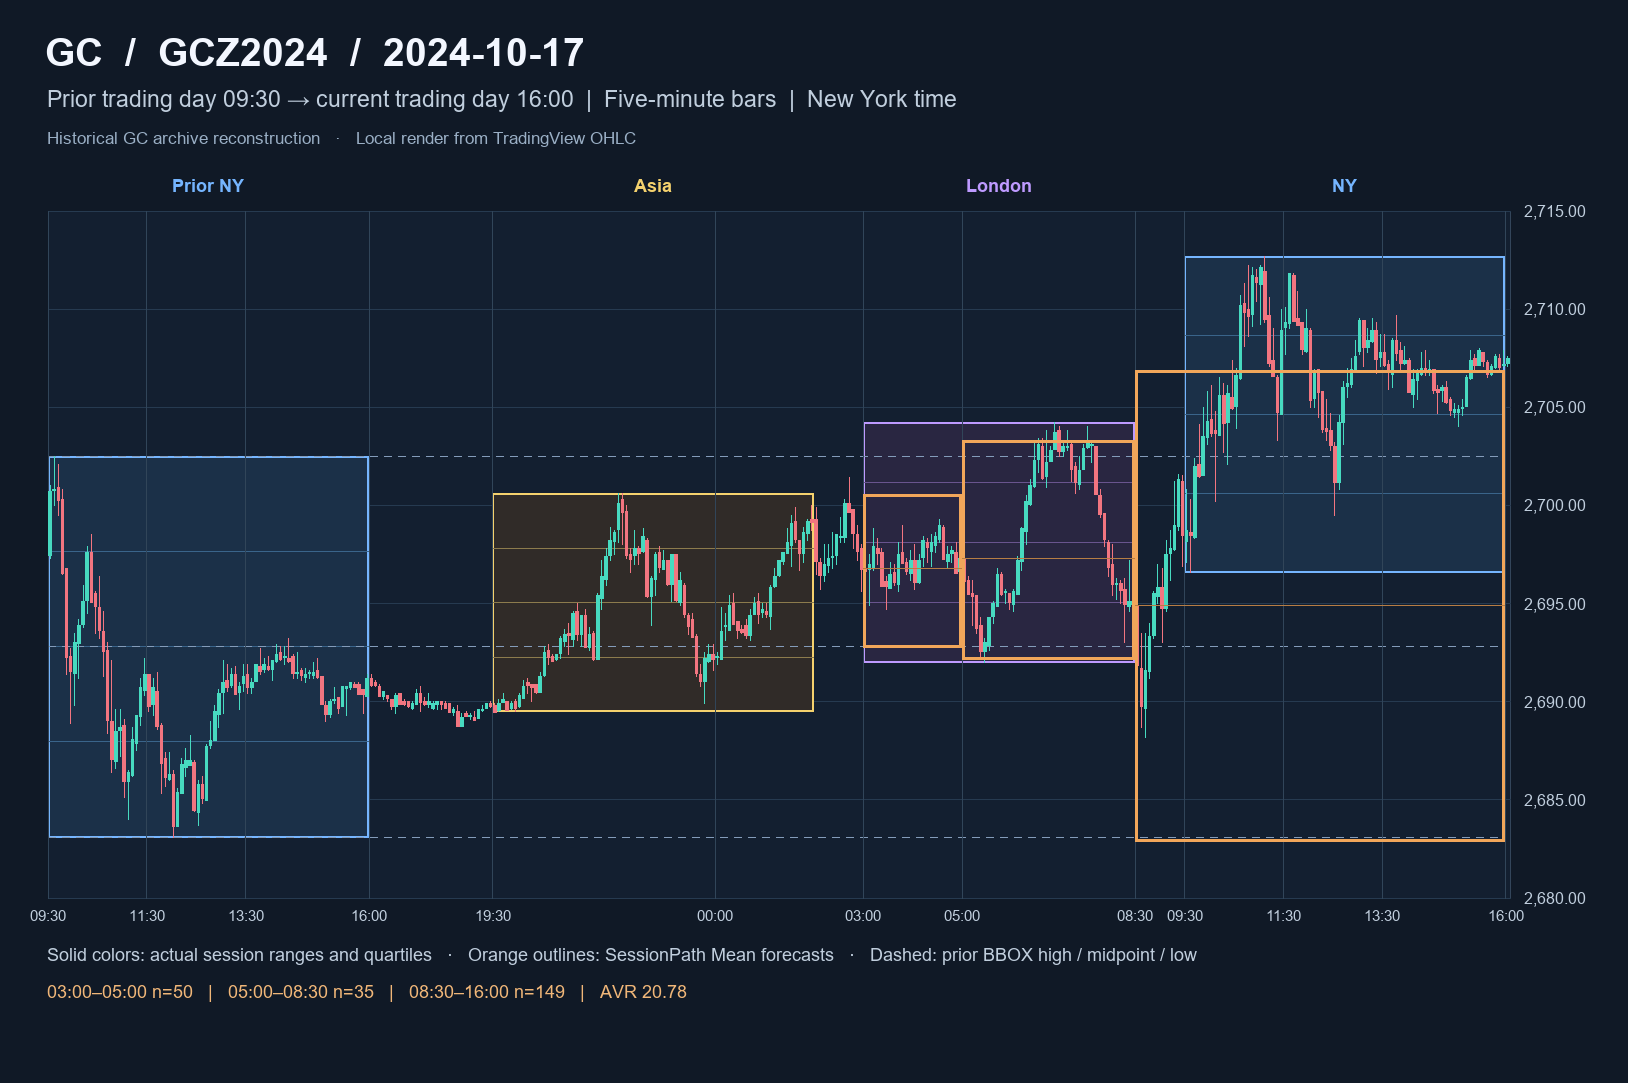 GC / GCZ2024 / 2024-10-17
Prior trading day 09:30 → current trading day 16:00 | Five-minute bars | New York time
Historical GC archive reconstruction · Local render from TradingView OHLC
Prior NY Asia London NY
2,715.00
2,710.00
2,705.00
2,700.00
2,695.00
2,690.00
2,685.00
2,680.00
09:30 11:30 13:30 16:00 19:30 00:00 03:00 05:00 08:30 09:30 11:30 13:30 16:00
Solid colors: actual session ranges and quartiles · Orange outlines: SessionPath Mean forecasts · Dashed: prior BBOX high / midpoint / low
03:00–05:00 n=50 | 05:00–08:30 n=35 | 08:30–16:00 n=149 | AVR 20.78